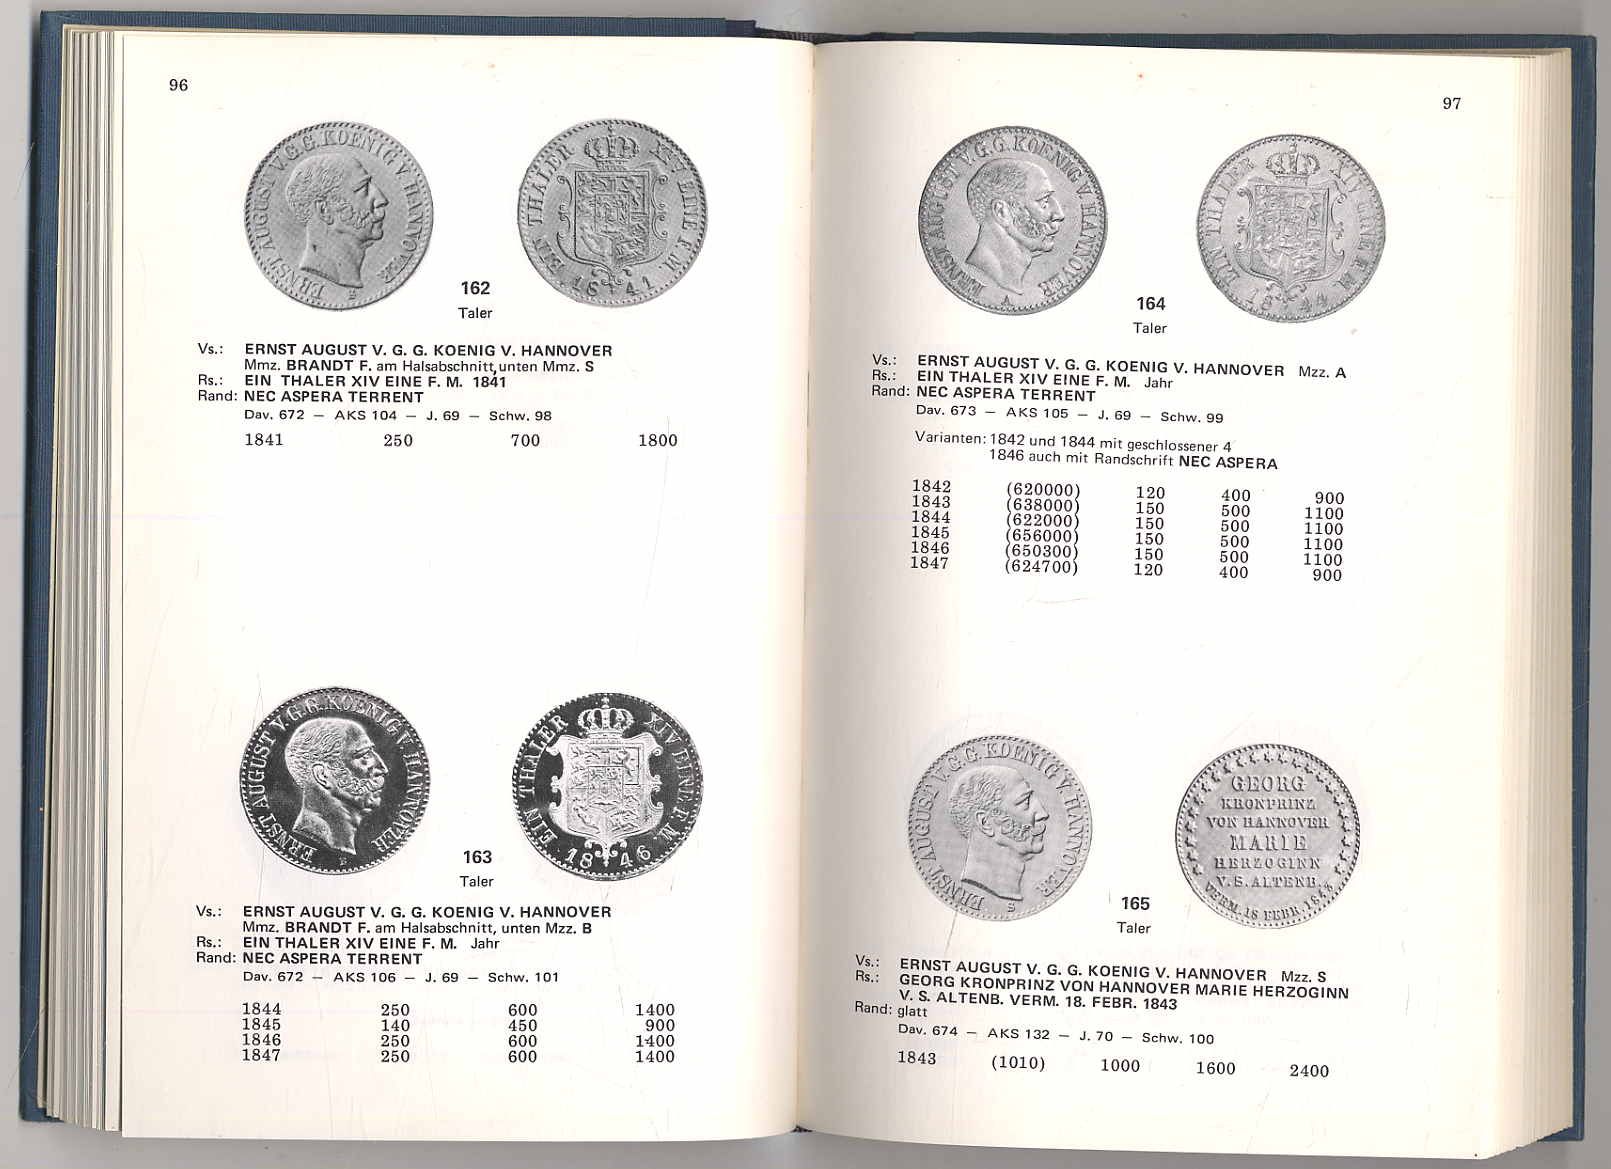 96
ERNST AUGUST V. G. G. KOENIG V. HANNOVER
B
EIN THALER XIV EINE F. M.
1841
162
Taler
Vs.: ERNST AUGUST V. G. G. KOENIG V. HANNOVER
Mmz. BRANDT F. am Halsabschnitt, unten Mmz. S
Rs.: EIN THALER XIV EINE F. M. 1841
Rand: NEC ASPERA TERRENT
Dav. 672 — AKS 104 — J. 69 — Schw. 98
1841 250 700 1800
ERNST AUGUST V. G. G. KOENIG V. HANNOVER
B
EIN THALER XIV EINE F. M.
1846
163
Taler
Vs.: ERNST AUGUST V. G. G. KOENIG V. HANNOVER
Mmz. BRANDT F. am Halsabschnitt, unten Mzz. B
Rs.: EIN THALER XIV EINE F. M. Jahr
Rand: NEC ASPERA TERRENT
Dav. 672 — AKS 106 — J. 69 — Schw. 101
1844 250 600 1400
1845 140 450 900
1846 250 600 1400
1847 250 600 1400
97
ERNST AUGUST V. G. G. KOENIG V. HANNOVER
A
EIN THALER XIV EINE F. M.
1844
164
Taler
Vs.: ERNST AUGUST V. G. G. KOENIG V. HANNOVER Mzz. A
Rs.: EIN THALER XIV EINE F. M. Jahr
Rand: NEC ASPERA TERRENT
Dav. 673 — AKS 105 — J. 69 — Schw. 99
Varianten: 1842 und 1844 mit geschlossener 4
1846 auch mit Randschrift NEC ASPERA
1842 (620000) 120 400 900
1843 (638000) 150 500 1100
1844 (622000) 150 500 1100
1845 (656000) 150 500 1100
1846 (650300) 150 500 1100
1847 (624700) 120 400 900
ERNST AUGUST V. G. G. KOENIG V. HANNOVER
S
GEORG
KRONPRINZ
VON HANNOVER
MARIE
HERZOGINN
V. S. ALTENB.
VERM. 18 FEBR. 1843
165
Taler
Vs.: ERNST AUGUST V. G. G. KOENIG V. HANNOVER Mzz. S
Rs.: GEORG KRONPRINZ VON HANNOVER MARIE HERZOGINN
V. S. ALTENB. VERM. 18. FEBR. 1843
Rand: glatt
Dav. 674 — AKS 132 — J. 70 — Schw. 100
1843 (1010) 1000 1600 2400